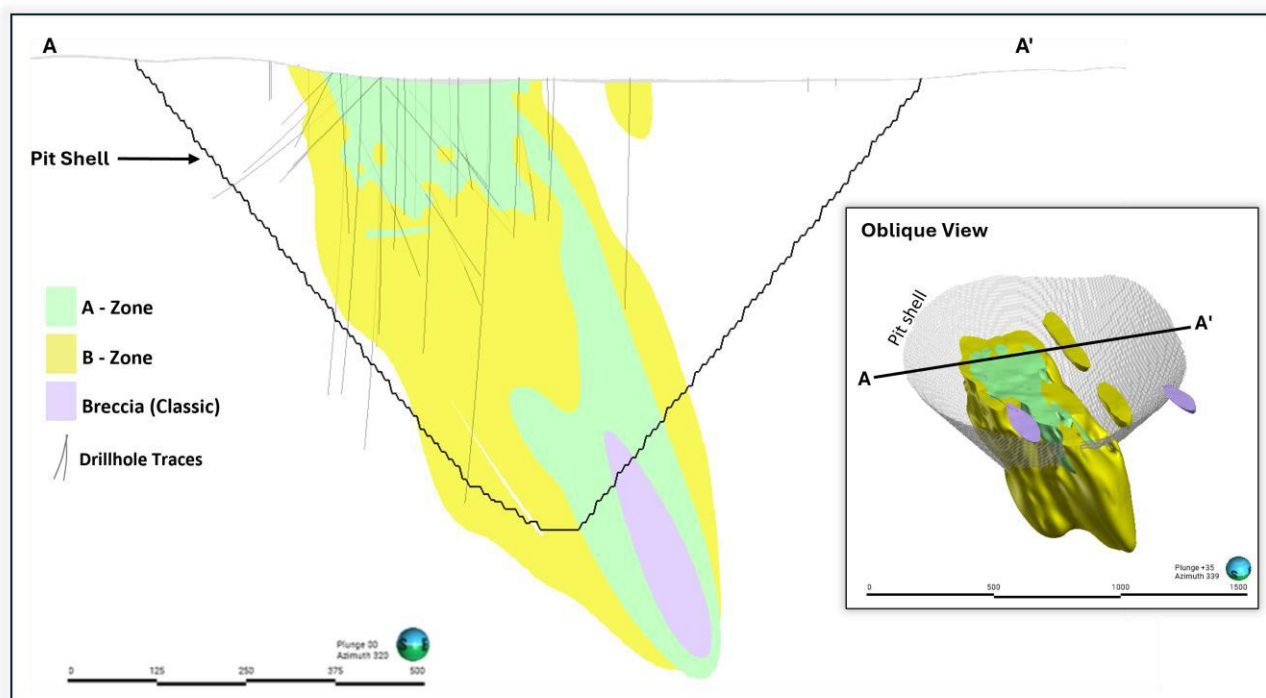 A
A'
Pit Shell
A - Zone
B - Zone
Breccia (Classic)
Drillhole Traces
Plunge 00
Azimuth 320
S E
0 125 250 375 500
Oblique View
Pit shell
A
A'
Plunge +35
Azimuth 339
0 500 1000 1500